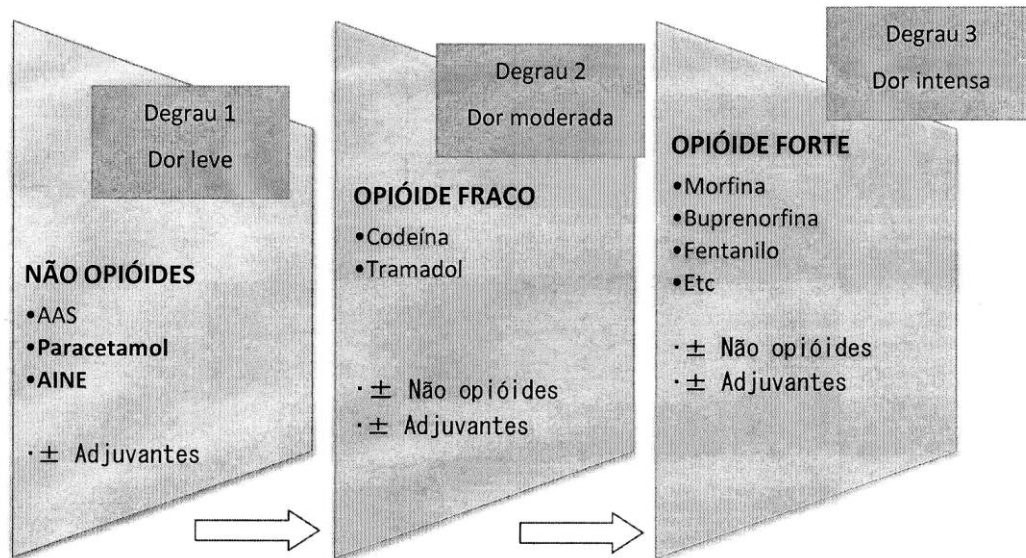 Degrau 1
Dor leve
NÃO OPIÓIDES
•AAS
•Paracetamol
•AINE
·± Adjuvantes
Degrau 2
Dor moderada
OPIÓIDE FRACO
•Codeína
•Tramadol
·± Não opióides
·± Adjuvantes
Degrau 3
Dor intensa
OPIÓIDE FORTE
•Morfina
•Buprenorfina
•Fentanilo
•Etc
·± Não opióides
·± Adjuvantes